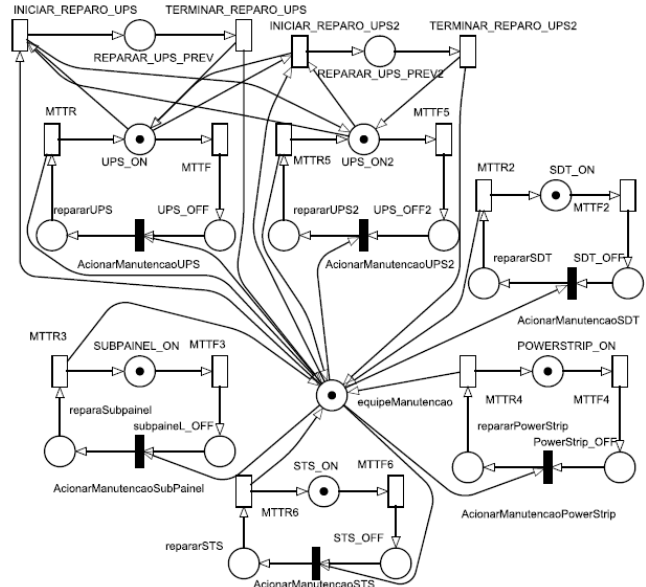 INICIAR_REPARO_UPS
TERMINAR_REPARO_UPS
INICIAR_REPARO_UPS2
TERMINAR_REPARO_UPS2
REPARAR_UPS_PREV
REPARAR_UPS_PREV2
MTTR
UPS_ON
MTTF
MTTR5
UPS_ON2
MTTF5
MTTR2
SDT_ON
MTTF2
repararUPS
UPS_OFF
repararUPS2
UPS_OFF2
AcionarManutencaoUPS
AcionarManutencaoUPS2
repararSDT
SDT_OFF
AcionarManutencaoSDT
MTTR3
SUBPAINEL_ON
MTTF3
POWERSTRIP_ON
equipeManutencao
MTTR4
MTTF4
reparaSubpainel
subpaineL_OFF
repararPowerStrip
PowerStrip_OFF
AcionarManutencaoSubPainel
AcionarManutencaoPowerStrip
STS_ON
MTTF6
MTTR6
repararSTS
STS_OFF
AcionarManutencaoSTS